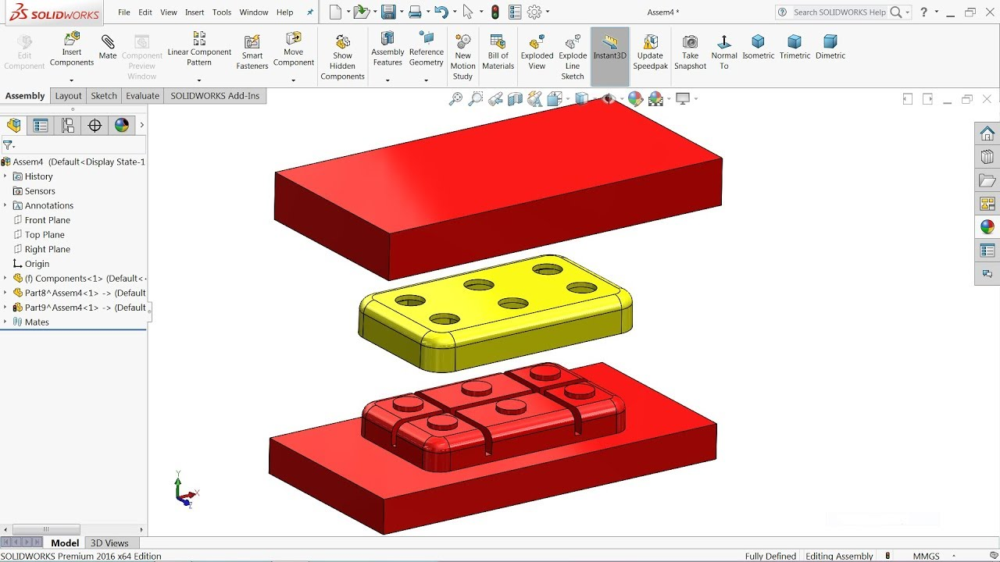 SOLIDWORKS
File Edit View Insert Tools Window Help
Assem4 *
Search SOLIDWORKS Help
?
Edit Component
Insert Components
Mate
Component Preview Window
Linear Component Pattern
Smart Fasteners
Move Component
Show Hidden Components
Assembly Features
Reference Geometry
New Motion Study
Bill of Materials
Exploded View
Explode Line Sketch
Instant3D
Update Speedpak
Take Snapshot
Normal To
Isometric
Trimetric
Dimetric
Assembly Layout Sketch Evaluate SOLIDWORKS Add-Ins
Assem4 (Default<Display State-1
History
Sensors
Annotations
Front Plane
Top Plane
Right Plane
Origin
(f) Components<1> (Default<
Part8^Assem4<1> -> (Default
Part9^Assem4<1> -> (Default
Mates
Y
X
Z
Model 3D Views
SOLIDWORKS Premium 2016 x64 Edition
Fully Defined Editing Assembly MMGS